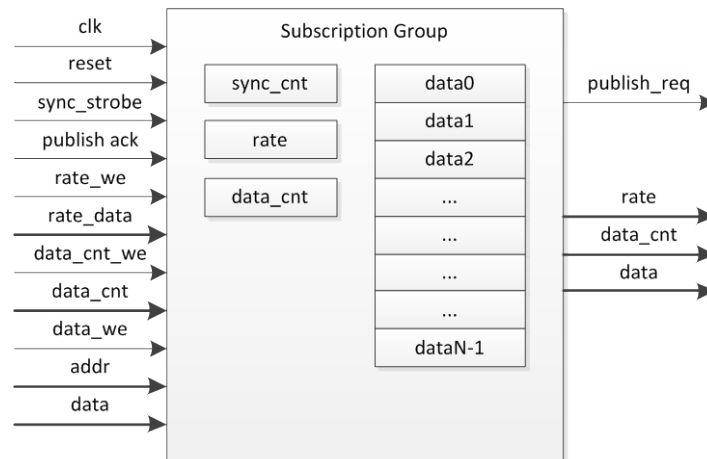 clk
reset
sync_strobe
publish ack
rate_we
rate_data
data_cnt_we
data_cnt
data_we
addr
data
Subscription Group
sync_cnt
rate
data_cnt
data0
data1
data2
...
...
...
...
dataN-1
publish_req
rate
data_cnt
data